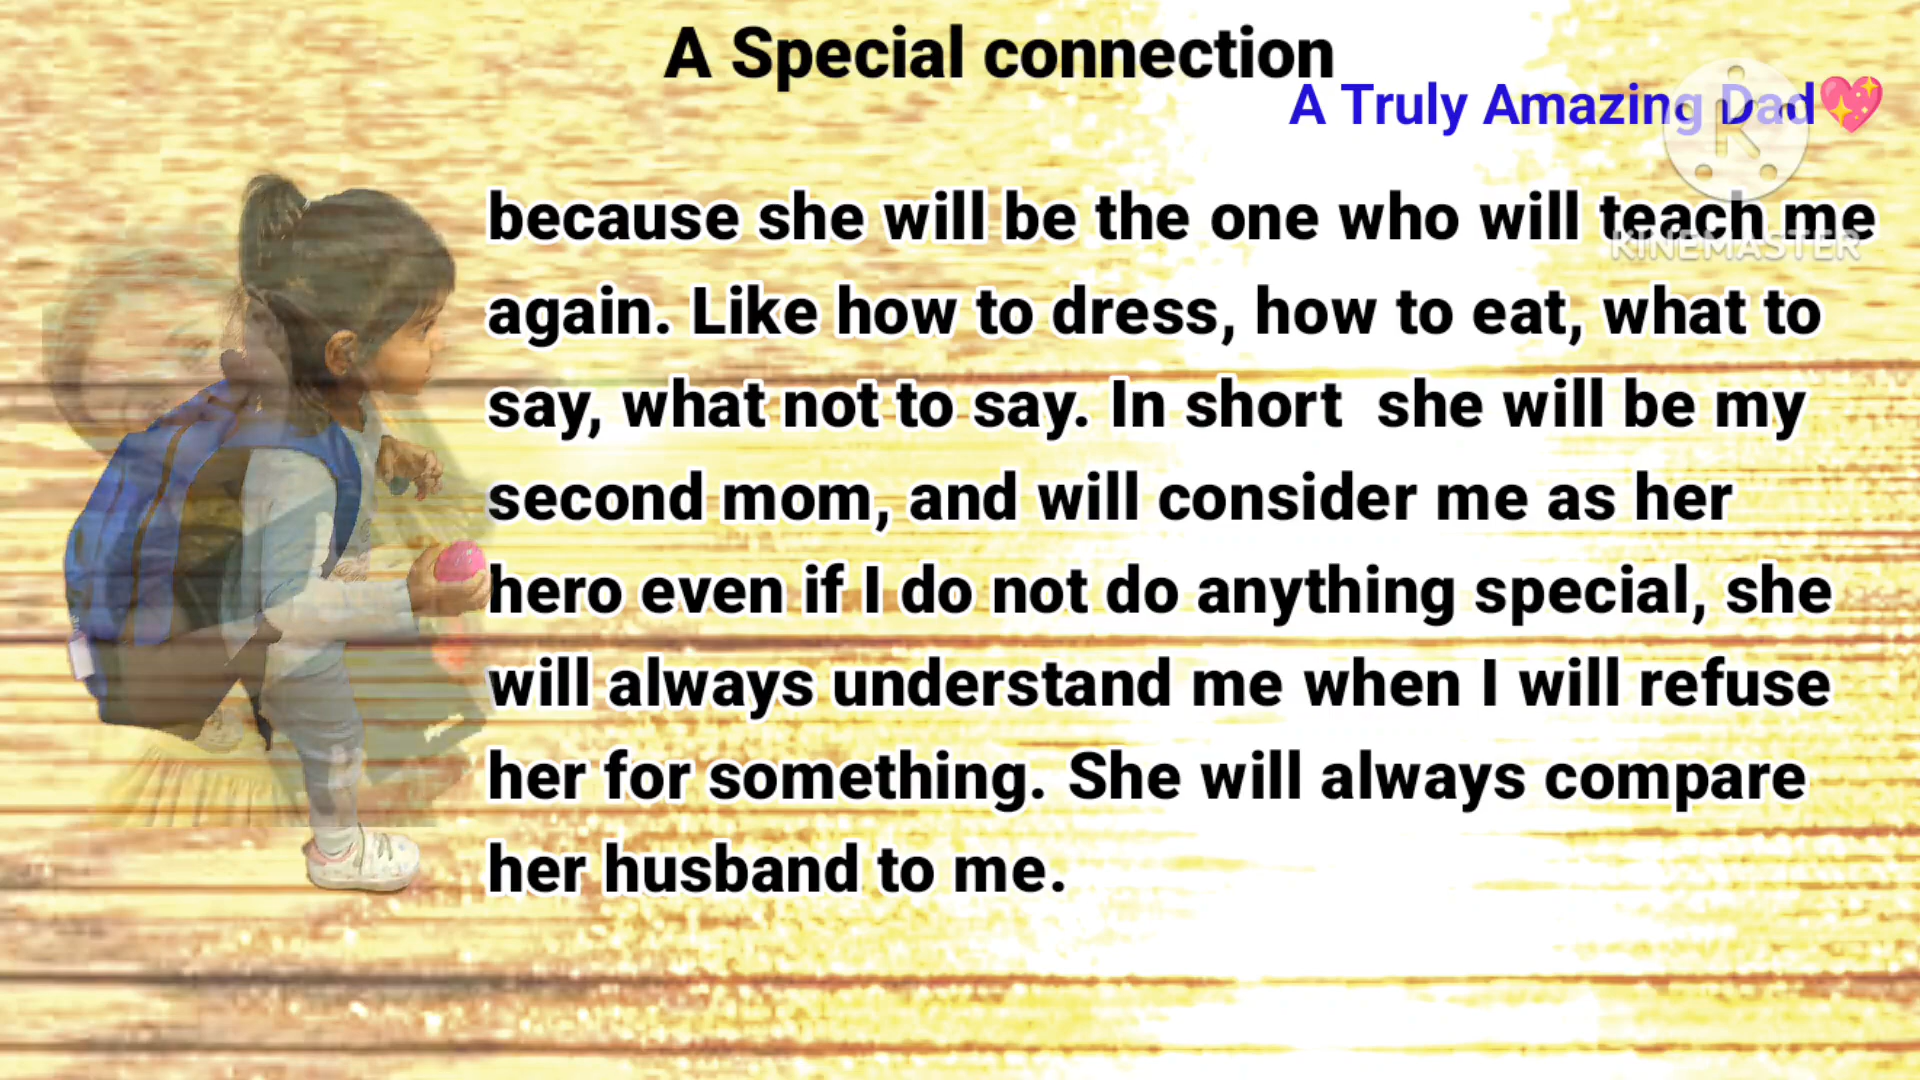 A Special connection
A Truly Amazing Dad💖
KINEMASTER
because she will be the one who will teach me
again. Like how to dress, how to eat, what to
say, what not to say. In short  she will be my
second mom, and will consider me as her
hero even if I do not do anything special, she
will always understand me when I will refuse
her for something. She will always compare
her husband to me.